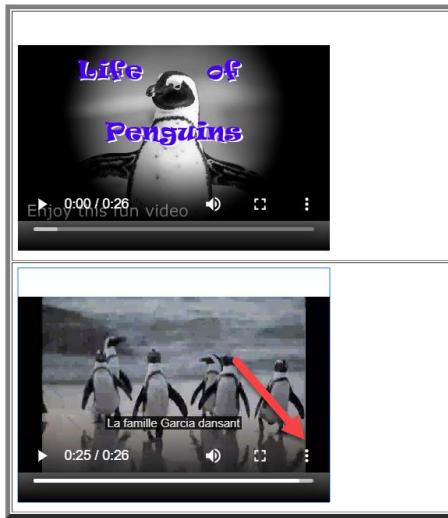 Life of
Penguins
0:00 / 0:26
Enjoy this fun video
La famille Garcia dansant
0:25 / 0:26